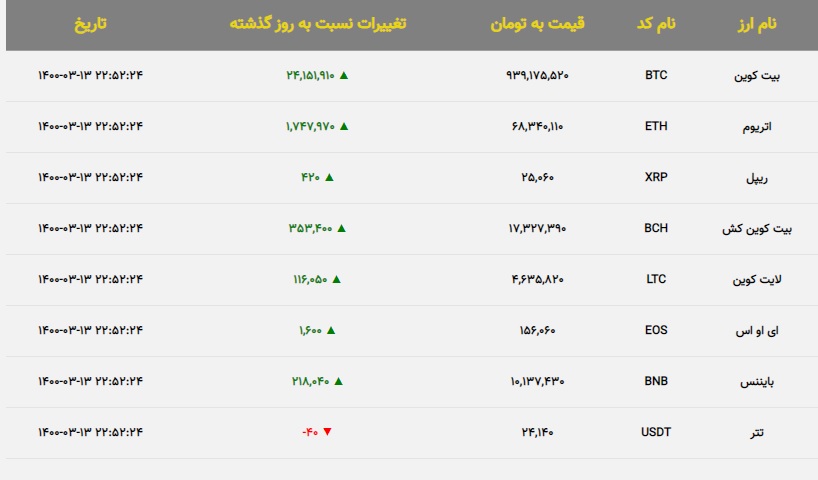 نام ارز نام کد قیمت به تومان تغییرات نسبت به روز گذشته تاریخ
بیت کوین BTC ۹۳۹,۱۷۵,۵۲۰ ▲ ۲۴,۱۵۱,۹۱۰ ۱۴۰۰-۰۳-۱۳ ۲۲:۵۲:۲۴
اتریوم ETH ۶۸,۳۴۰,۱۱۰ ▲ ۱,۷۴۷,۹۷۰ ۱۴۰۰-۰۳-۱۳ ۲۲:۵۲:۲۴
ریپل XRP ۲۵,۰۶۰ ▲ ۴۲۰ ۱۴۰۰-۰۳-۱۳ ۲۲:۵۲:۲۴
بیت کوین کش BCH ۱۷,۳۲۷,۳۹۰ ▲ ۳۵۳,۴۰۰ ۱۴۰۰-۰۳-۱۳ ۲۲:۵۲:۲۴
لایت کوین LTC ۴,۶۳۵,۸۲۰ ▲ ۱۱۶,۰۵۰ ۱۴۰۰-۰۳-۱۳ ۲۲:۵۲:۲۴
ای او اس EOS ۱۵۶,۰۶۰ ▲ ۱,۶۰۰ ۱۴۰۰-۰۳-۱۳ ۲۲:۵۲:۲۴
بایننس BNB ۱۰,۱۳۷,۴۳۰ ▲ ۲۱۸,۰۴۰ ۱۴۰۰-۰۳-۱۳ ۲۲:۵۲:۲۴
تتر USDT ۲۴,۱۴۰ ▼ -۴۰ ۱۴۰۰-۰۳-۱۳ ۲۲:۵۲:۲۴